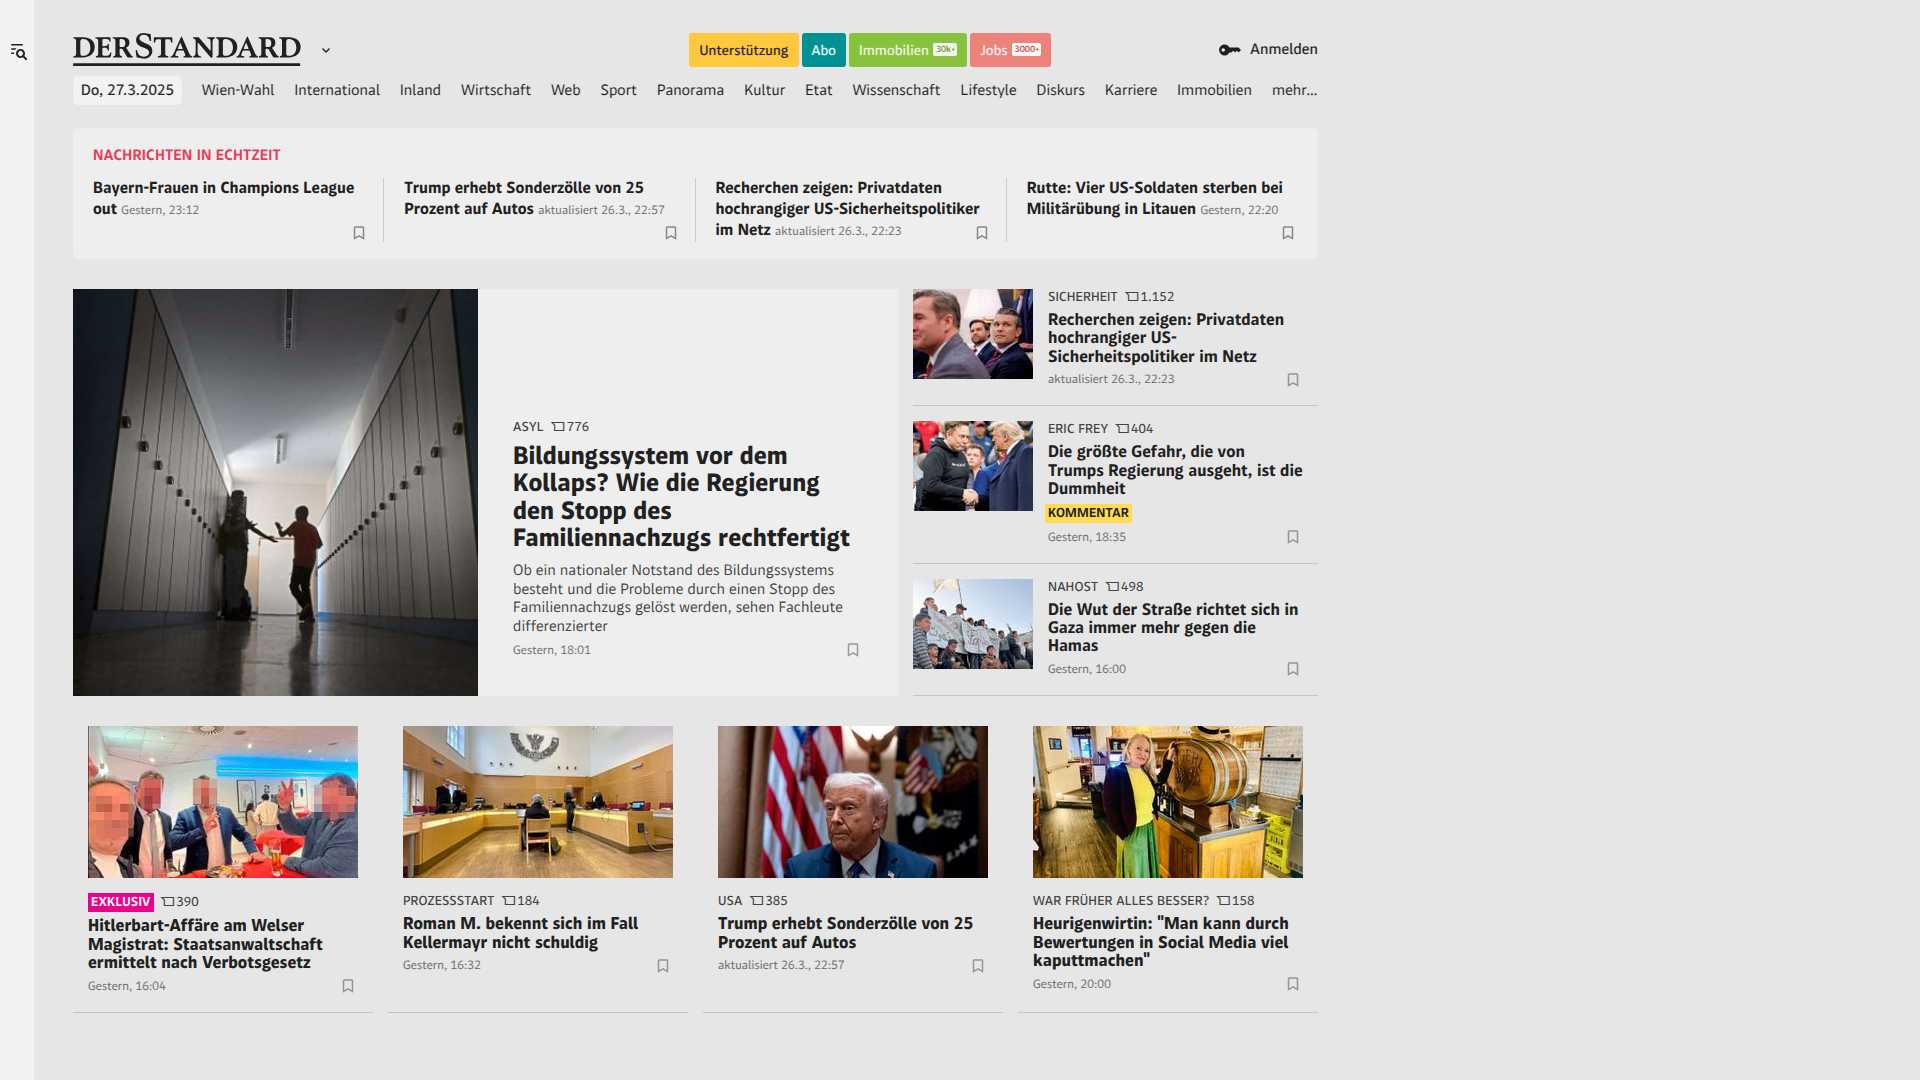 DERSTANDARD
Unterstützung
Abo
Immobilien 30k+
Jobs 3000+
Anmelden
Do, 27.3.2025
Wien-Wahl
International
Inland
Wirtschaft
Web
Sport
Panorama
Kultur
Etat
Wissenschaft
Lifestyle
Diskurs
Karriere
Immobilien
mehr...
NACHRICHTEN IN ECHTZEIT
Bayern-Frauen in Champions League
out Gestern, 23:12
Trump erhebt Sonderzölle von 25
Prozent auf Autos aktualisiert 26.3., 22:57
Recherchen zeigen: Privatdaten
hochrangiger US-Sicherheitspolitiker
im Netz aktualisiert 26.3., 22:23
Rutte: Vier US-Soldaten sterben bei
Militärübung in Litauen Gestern, 22:20
ASYL 776
Bildungssystem vor dem
Kollaps? Wie die Regierung
den Stopp des
Familiennachzugs rechtfertigt
Ob ein nationaler Notstand des Bildungssystems
besteht und die Probleme durch einen Stopp des
Familiennachzugs gelöst werden, sehen Fachleute
differenzierter
Gestern, 18:01
SICHERHEIT 1.152
Recherchen zeigen: Privatdaten
hochrangiger US-
Sicherheitspolitiker im Netz
aktualisiert 26.3., 22:23
ERIC FREY 404
Die größte Gefahr, die von
Trumps Regierung ausgeht, ist die
Dummheit
KOMMENTAR
Gestern, 18:35
NAHOST 498
Die Wut der Straße richtet sich in
Gaza immer mehr gegen die
Hamas
Gestern, 16:00
EXKLUSIV 390
Hitlerbart-Affäre am Welser
Magistrat: Staatsanwaltschaft
ermittelt nach Verbotsgesetz
Gestern, 16:04
PROZESSSTART 184
Roman M. bekennt sich im Fall
Kellermayr nicht schuldig
Gestern, 16:32
USA 385
Trump erhebt Sonderzölle von 25
Prozent auf Autos
aktualisiert 26.3., 22:57
WAR FRÜHER ALLES BESSER? 158
Heurigenwirtin: "Man kann durch
Bewertungen in Social Media viel
kaputtmachen"
Gestern, 20:00